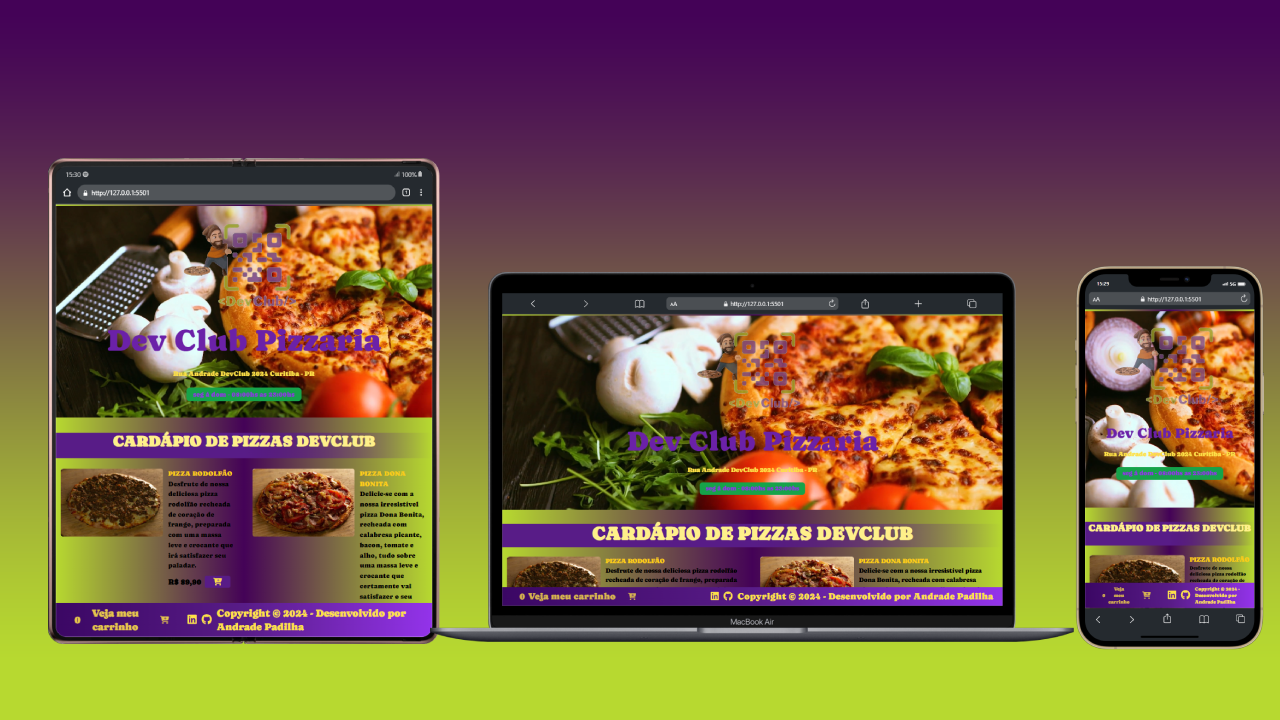 15:30
100%
http://127.0.0.1:5501
1
<DevClub/>
Dev Club Pizzaria
Rua Andrade DevClub 2024 Curitiba - PR
CARDÁPIO DE PIZZAS DEVCLUB
PIZZA RODOLFÃO
Desfrute de nossa
deliciosa pizza
rodolfão recheada
de coração de
frango, preparada
com uma massa
leve e crocante que
irá satisfazer seu
paladar.
R$ 89,90
PIZZA DONA
BONITA
Delicie-se com a
nossa irresistível
pizza Dona Bonita,
recheada com
calabresa picante,
bacon, tomate e
alho, tudo sobre
uma massa leve e
crocante que
certamente vai
satisfazer o seu
0
Veja meu
carrinho
Copyright © 2024 - Desenvolvido por
Andrade Padilha
AA
http://127.0.0.1:5501
<DevClub/>
Dev Club Pizzaria
Rua Andrade DevClub 2024 Curitiba - PR
CARDÁPIO DE PIZZAS DEVCLUB
PIZZA RODOLFÃO
Desfrute de nossa deliciosa pizza rodolfão
recheada de coração de frango, preparada
PIZZA DONA BONITA
Delicie-se com a nossa irresistível pizza
Dona Bonita, recheada com calabresa
0 Veja meu carrinho
Copyright © 2024 - Desenvolvido por Andrade Padilha
MacBook Air
15:29
5G
AA
http://127.0.0.1:5501
<DevClub/>
Dev Club Pizzaria
Rua Andrade DevClub 2024 Curitiba - PR
CARDÁPIO DE PIZZAS DEVCLUB
PIZZA RODOLFÃO
Desfrute de nossa
deliciosa pizza rodolfão
recheada de coração de
0
Veja
meu
carrinho
Copyright © 2024 -
Desenvolvido por
Andrade Padilha